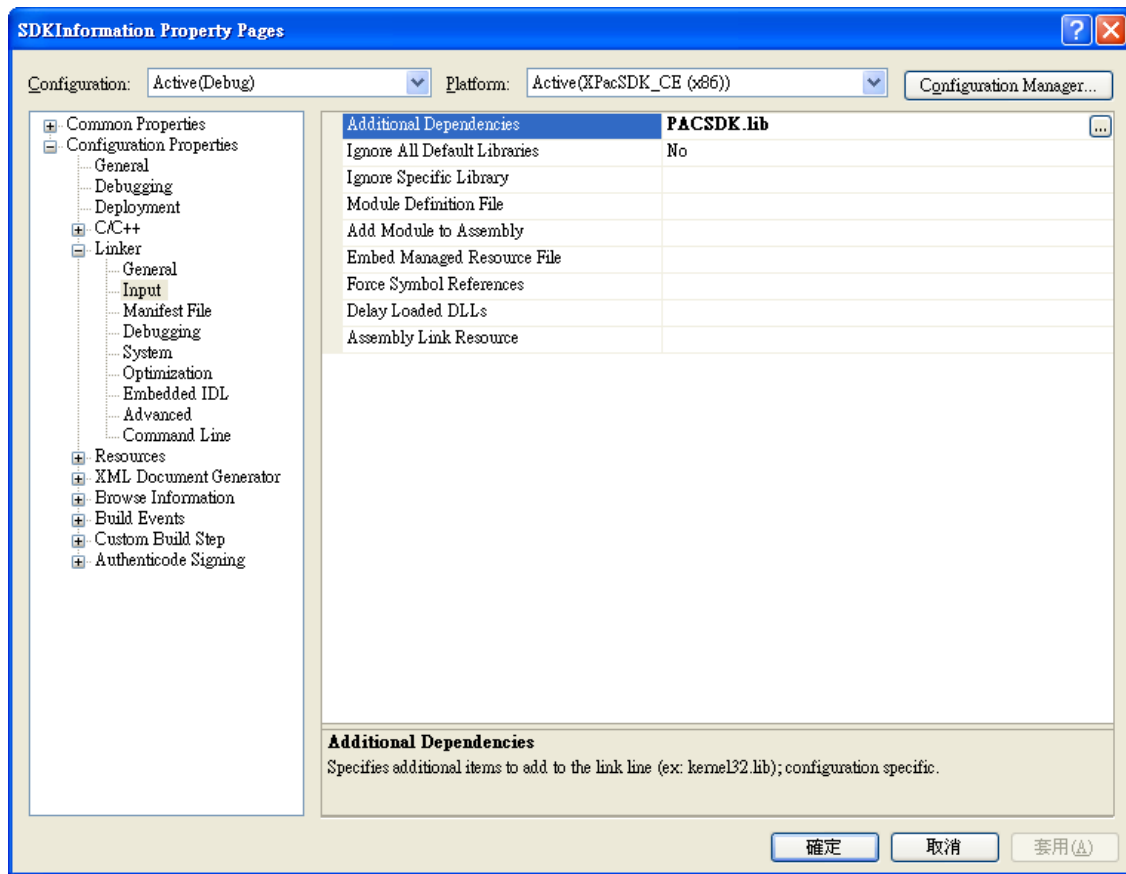 SDKInformation Property Pages
Configuration: Active(Debug) Platform: Active(XPacSDK_CE (x86)) Configuration Manager...
Common Properties
Configuration Properties
General
Debugging
Deployment
C/C++
Linker
General
Input
Manifest File
Debugging
System
Optimization
Embedded IDL
Advanced
Command Line
Resources
XML Document Generator
Browse Information
Build Events
Custom Build Step
Authenticode Signing
Additional Dependencies PACSDK.lib ...
Ignore All Default Libraries No
Ignore Specific Library
Module Definition File
Add Module to Assembly
Embed Managed Resource File
Force Symbol References
Delay Loaded DLLs
Assembly Link Resource
Additional Dependencies
Specifies additional items to add to the link line (ex: kernel32.lib); configuration specific.
確定 取消 套用(A)